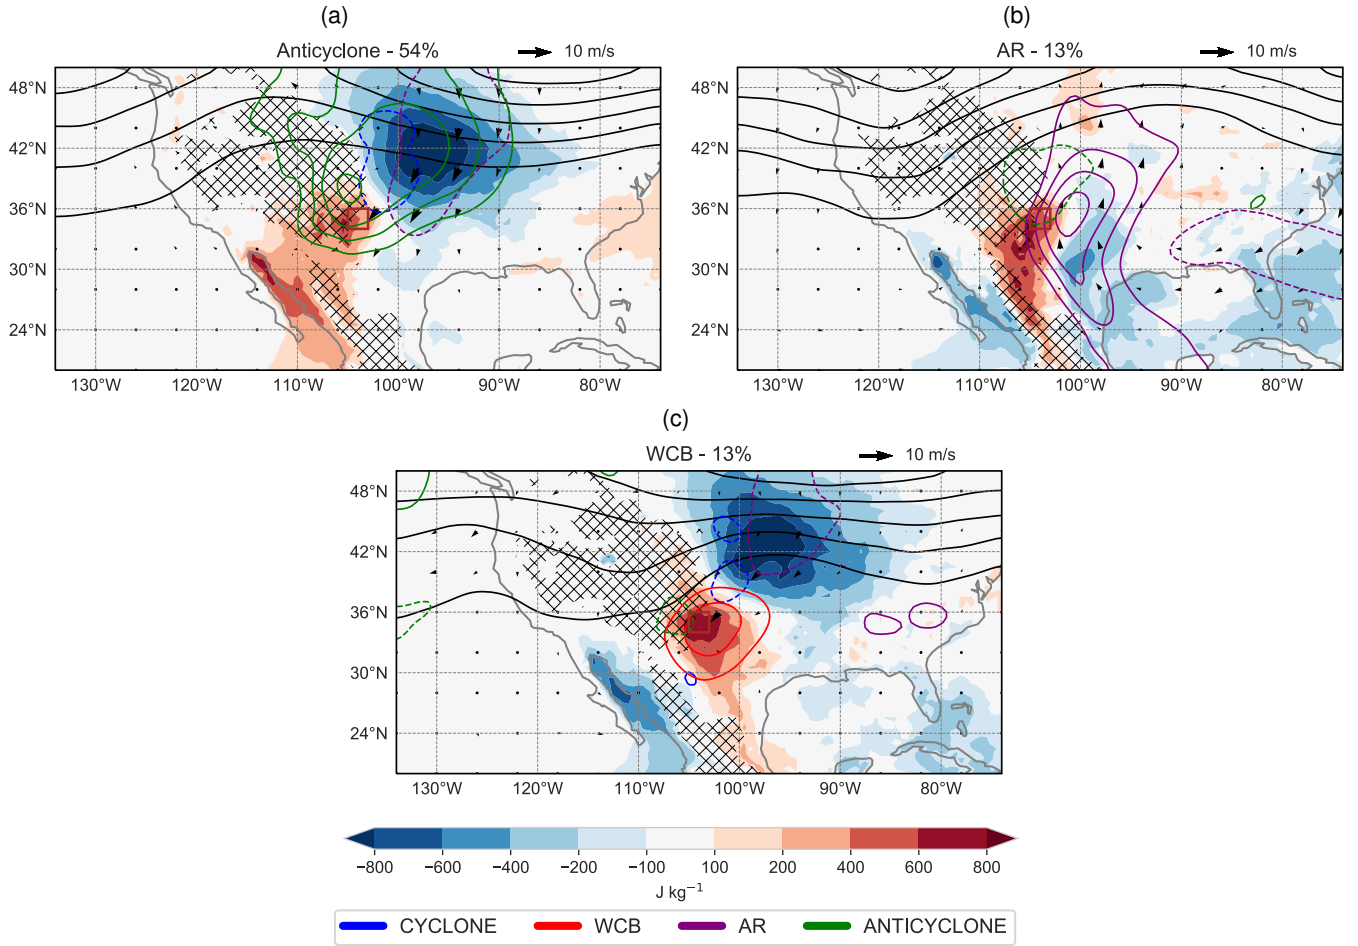 (a)
Anticyclone - 54%
10 m/s
48°N
42°N
36°N
30°N
24°N
130°W
120°W
110°W
100°W
90°W
80°W
(b)
AR - 13%
10 m/s
48°N
42°N
36°N
30°N
24°N
130°W
120°W
110°W
100°W
90°W
80°W
(c)
WCB - 13%
10 m/s
48°N
42°N
36°N
30°N
24°N
130°W
120°W
110°W
100°W
90°W
80°W
−800 −600 −400 −200 −100 100 200 400 600 800
J kg⁻¹
CYCLONE WCB AR ANTICYCLONE